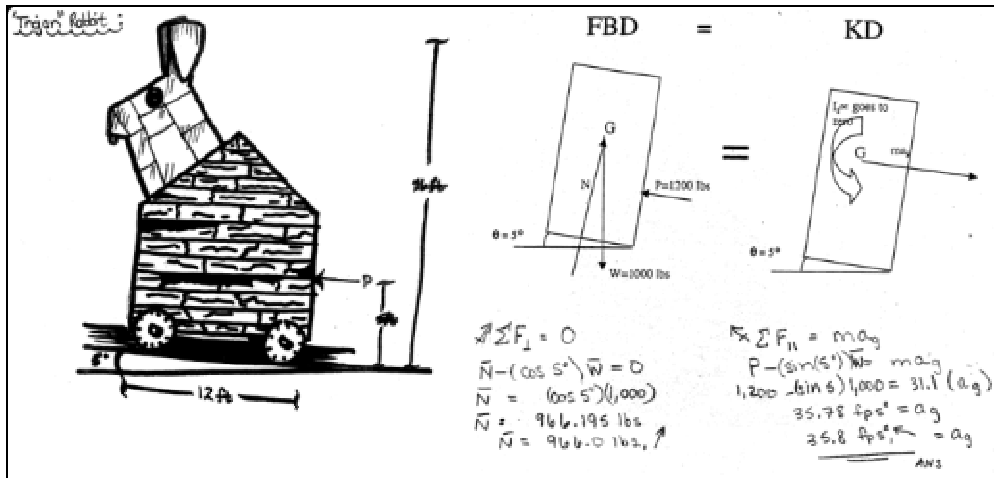 "Trojan" Rabbit :
FBD = KD
P
5°
12 ft
G
N
P=1200 lbs
θ = 5°
W=1000 lbs
=
I,∞ goes to
zero
G
mag
θ = 5°
ΣF⊥ = 0
N̄ - (cos 5°) W̄ = 0
N̄ = (cos 5°)(1,000)
N̄ = 966.195 lbs
N̄ = 966.0 lbs,
ΣF|| = mag
P - (sin(5°)) W̄ = mag
1,200 - (sin 5) 1,000 = 31.1 (ag)
35.78 fps² = ag
35.8 fps², = ag
ANS